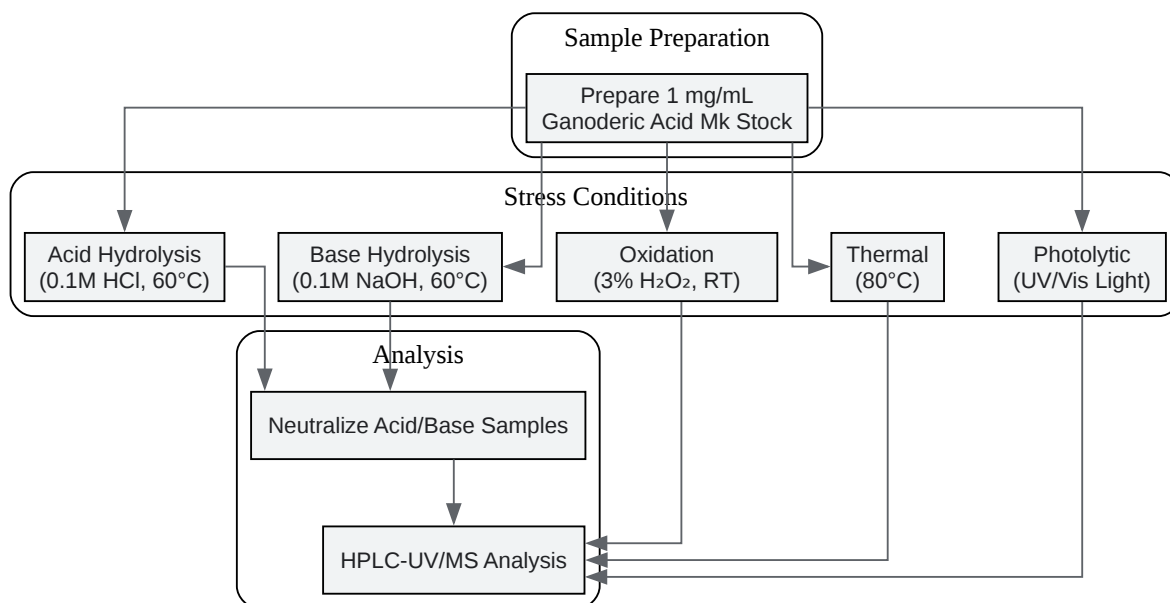 Sample Preparation
Prepare 1 mg/mL
Ganoderic Acid Mk Stock
Stress Conditions
Acid Hydrolysis
(0.1M HCl, 60°C)
Base Hydrolysis
(0.1M NaOH, 60°C)
Oxidation
(3% H₂O₂, RT)
Thermal
(80°C)
Photolytic
(UV/Vis Light)
Analysis
Neutralize Acid/Base Samples
HPLC-UV/MS Analysis